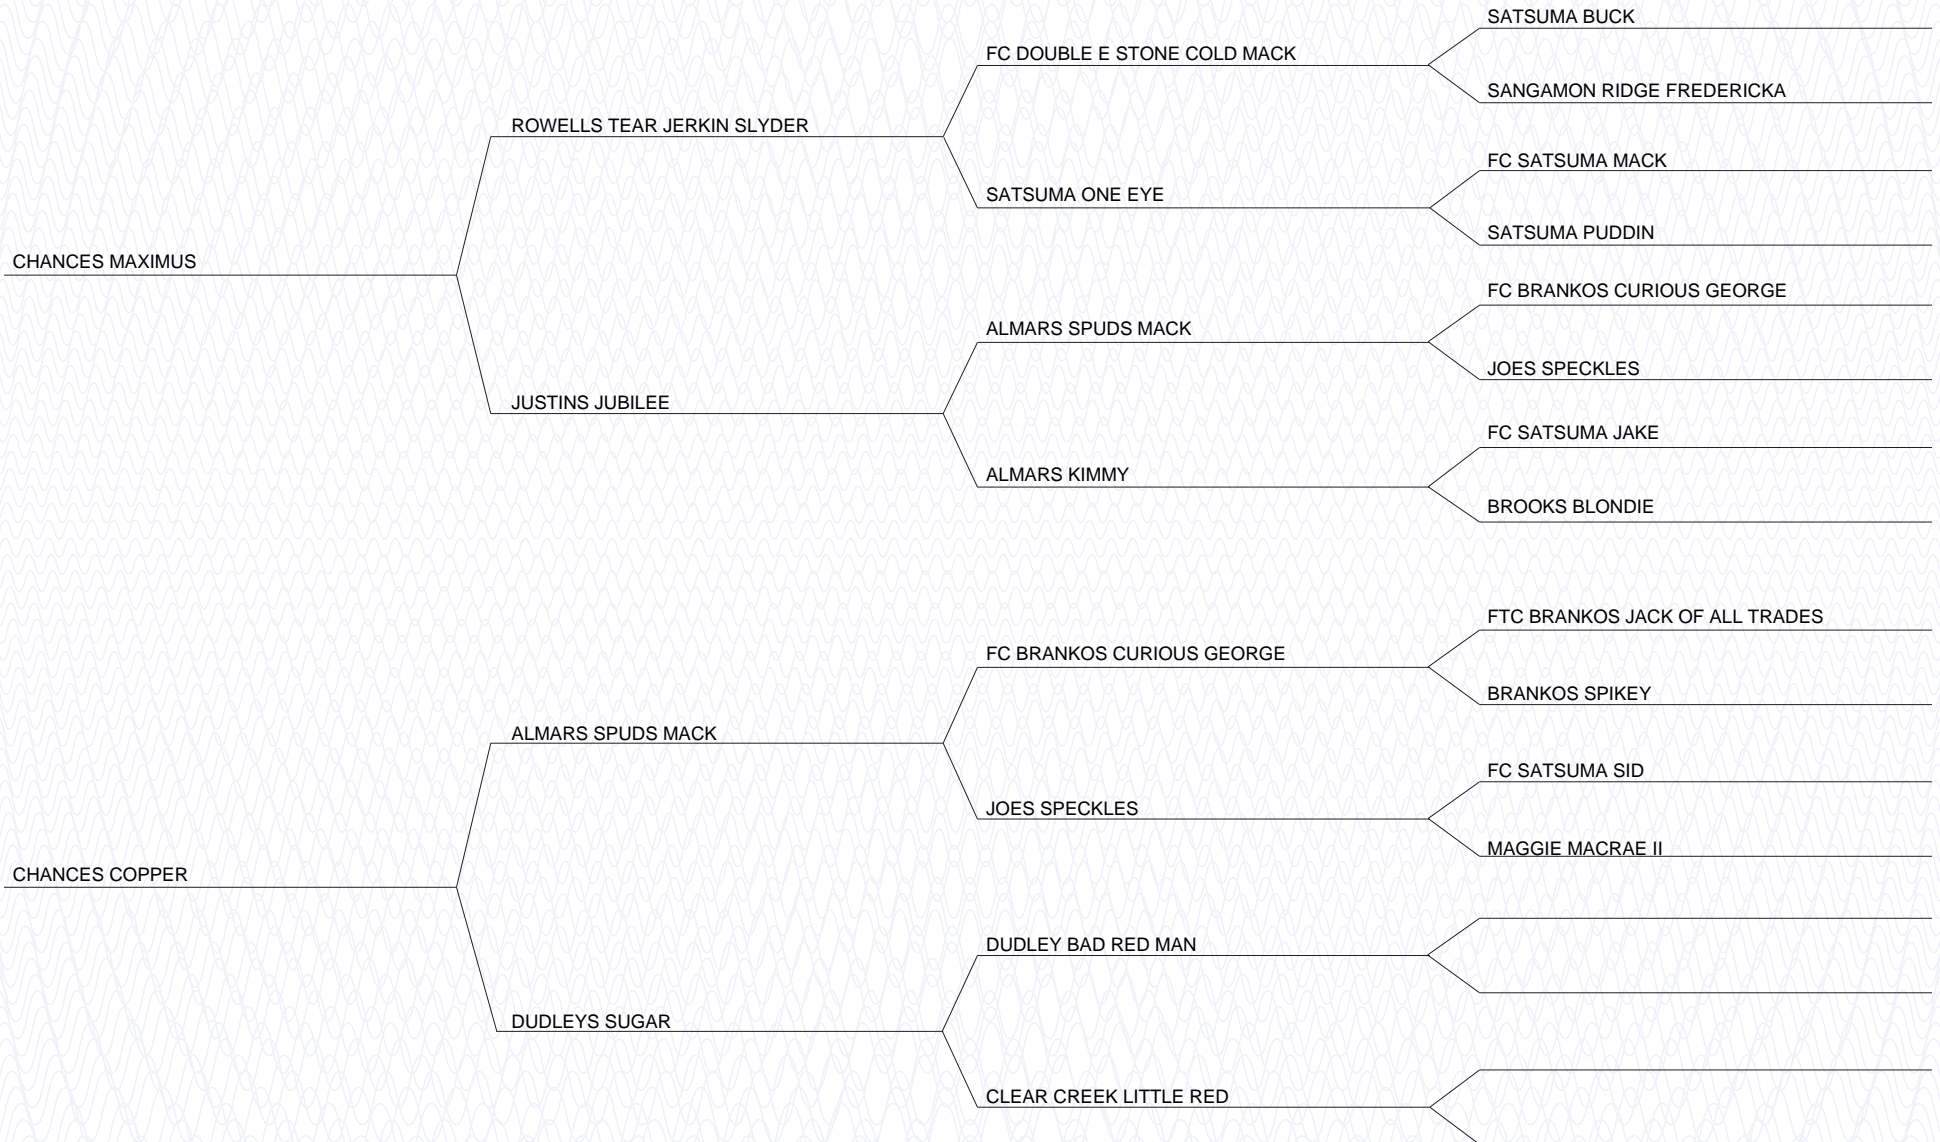 SATSUMA BUCK
FC DOUBLE E STONE COLD MACK
SANGAMON RIDGE FREDERICKA
ROWELLS TEAR JERKIN SLYDER
FC SATSUMA MACK
SATSUMA ONE EYE
SATSUMA PUDDIN
CHANCES MAXIMUS
FC BRANKOS CURIOUS GEORGE
ALMARS SPUDS MACK
JOES SPECKLES
JUSTINS JUBILEE
FC SATSUMA JAKE
ALMARS KIMMY
BROOKS BLONDIE
FTC BRANKOS JACK OF ALL TRADES
FC BRANKOS CURIOUS GEORGE
BRANKOS SPIKEY
ALMARS SPUDS MACK
FC SATSUMA SID
JOES SPECKLES
MAGGIE MACRAE II
CHANCES COPPER
DUDLEY BAD RED MAN
DUDLEYS SUGAR
CLEAR CREEK LITTLE RED